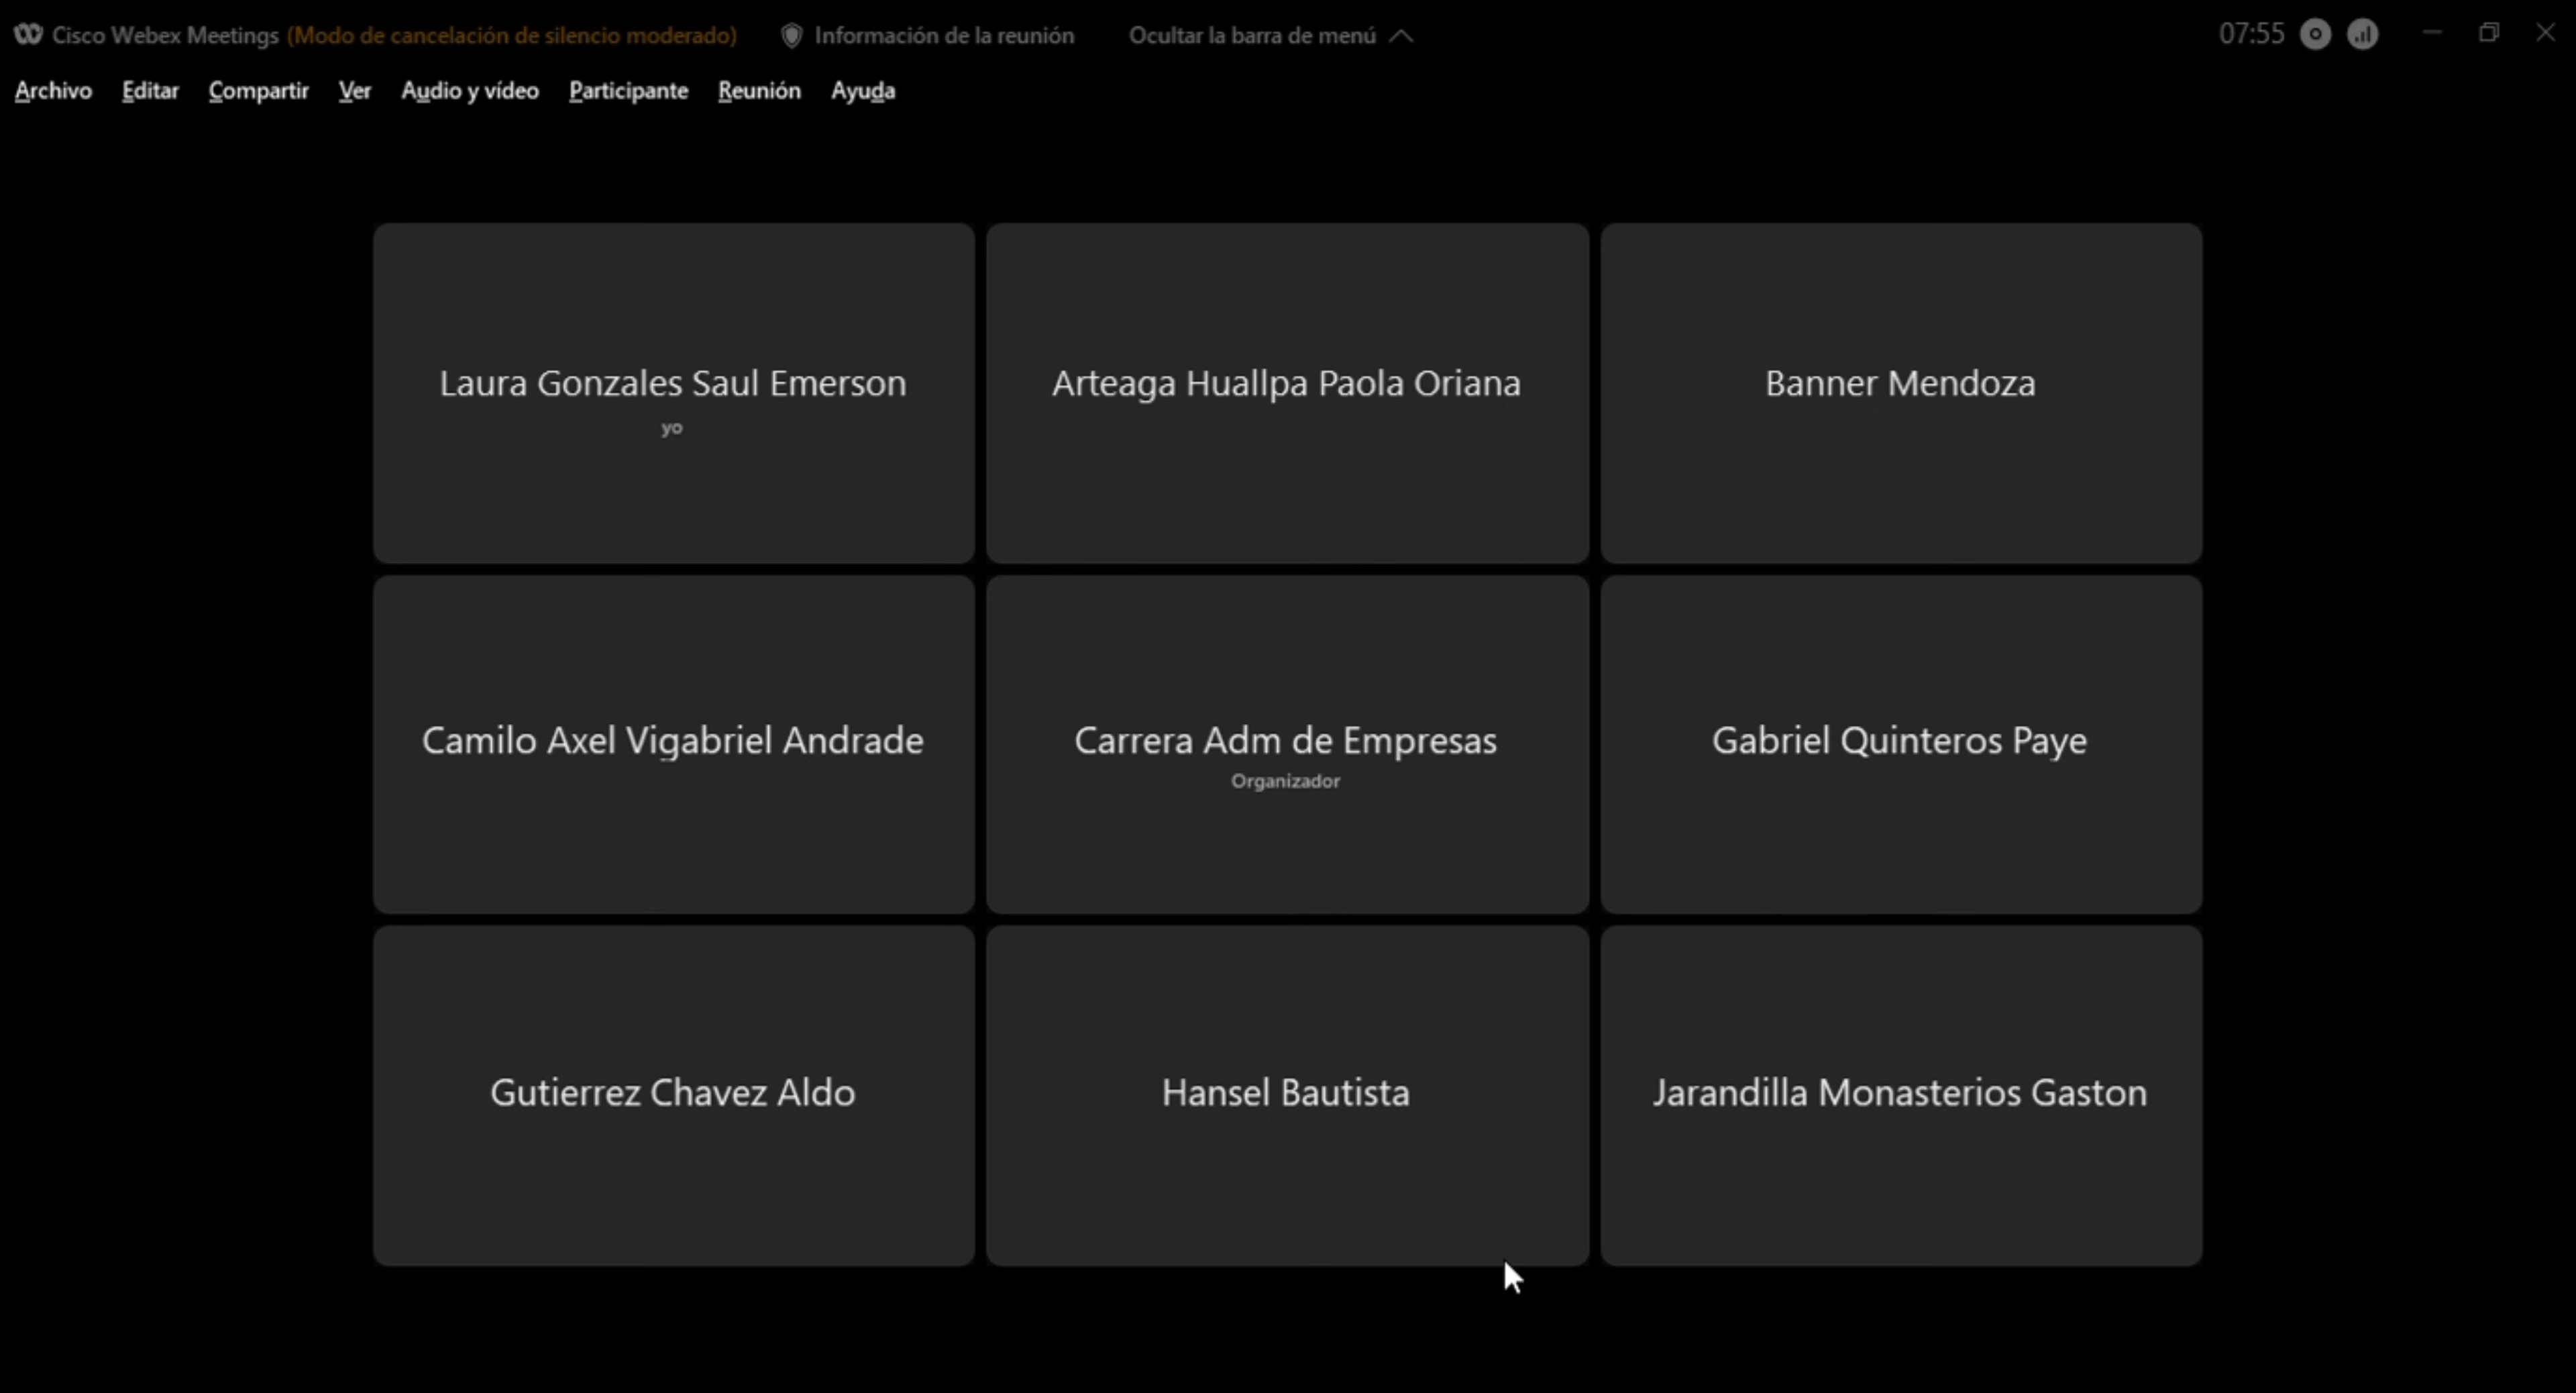 Cisco Webex Meetings (Modo de cancelación de silencio moderado) Información de la reunión Ocultar la barra de menú 07:55
Archivo Editar Compartir Ver Audio y vídeo Participante Reunión Ayuda
Laura Gonzales Saul Emerson
yo
Arteaga Huallpa Paola Oriana
Banner Mendoza
Camilo Axel Vigabriel Andrade
Carrera Adm de Empresas
Organizador
Gabriel Quinteros Paye
Gutierrez Chavez Aldo
Hansel Bautista
Jarandilla Monasterios Gaston